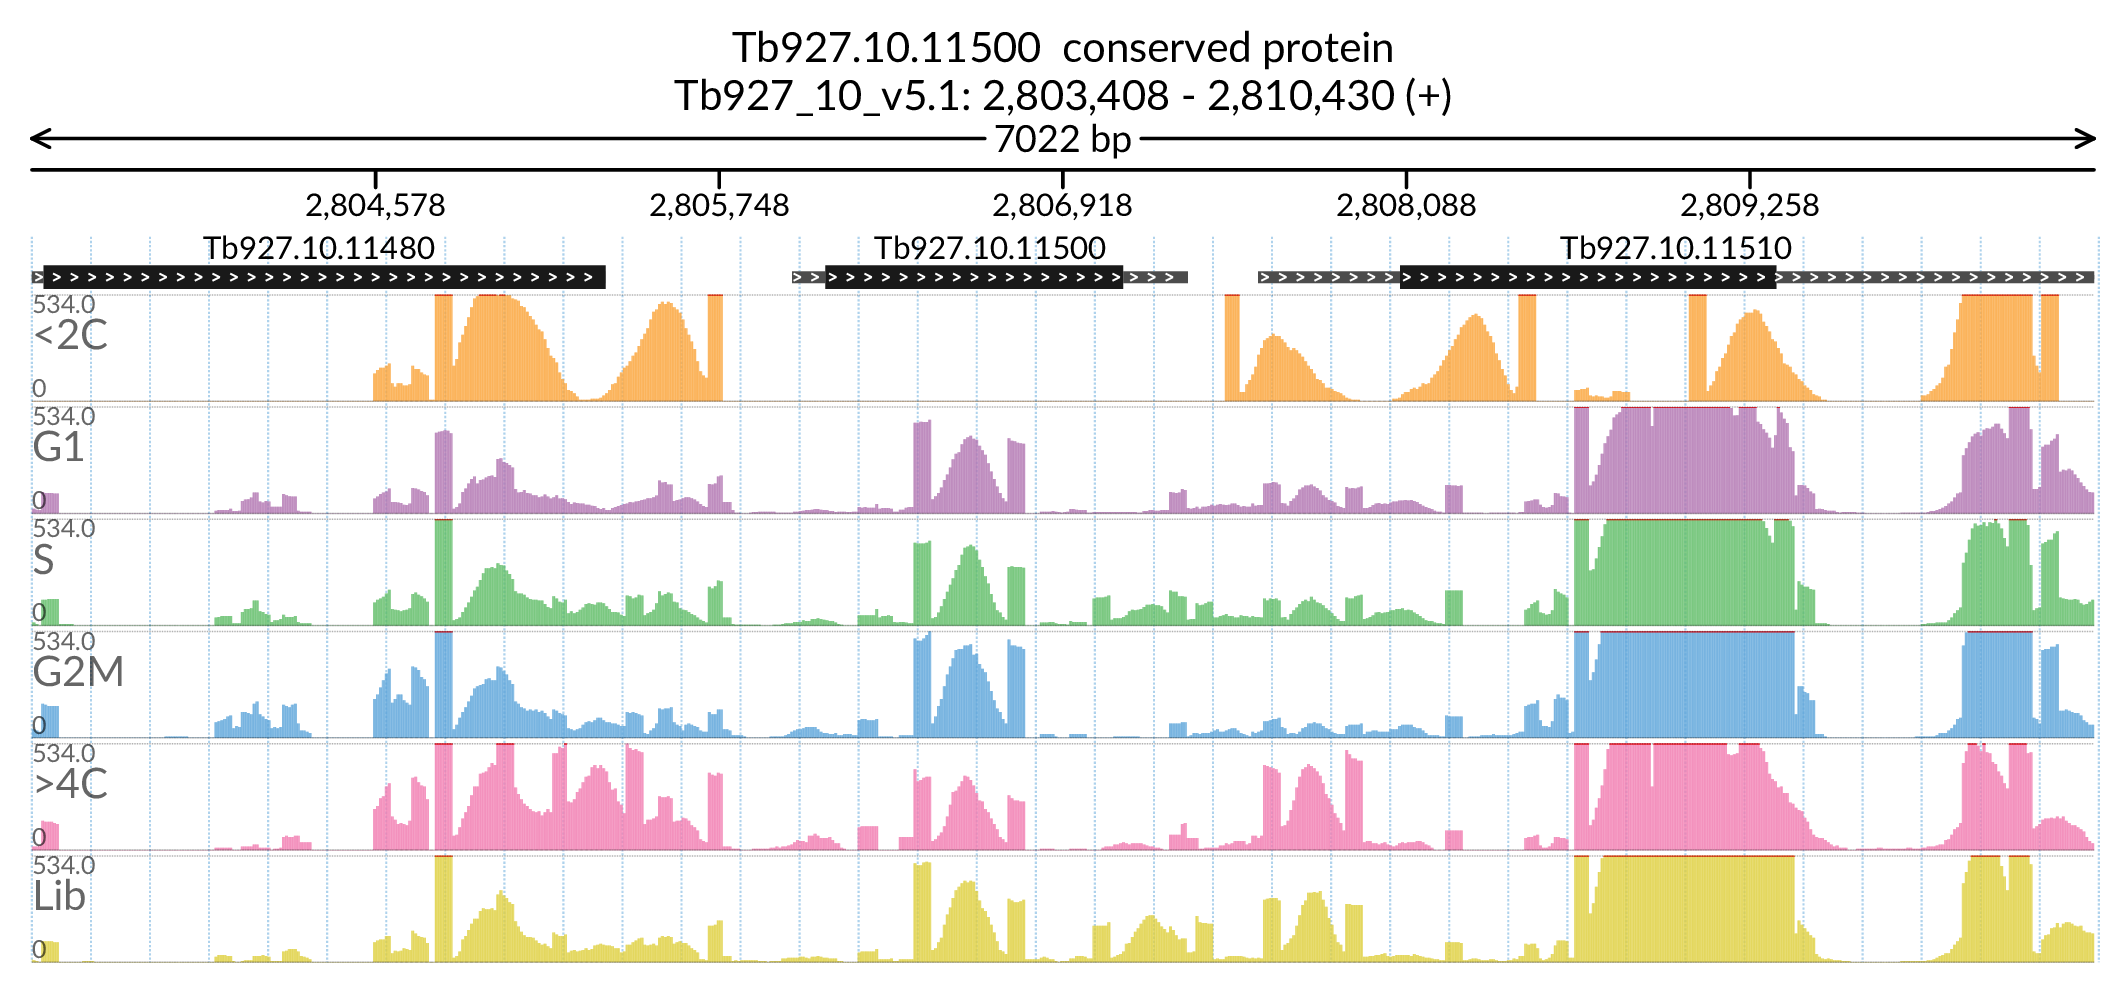 Tb927.10.11500 conserved protein
Tb927_10_v5.1: 2,803,408 - 2,810,430 (+)
7022 bp
2,804,578 2,805,748 2,806,918 2,808,088 2,809,258
Tb927.10.11480 Tb927.10.11500 Tb927.10.11510
534.0
<2C
0
534.0
G1
0
534.0
S
0
534.0
G2M
0
534.0
>4C
0
534.0
Lib
0